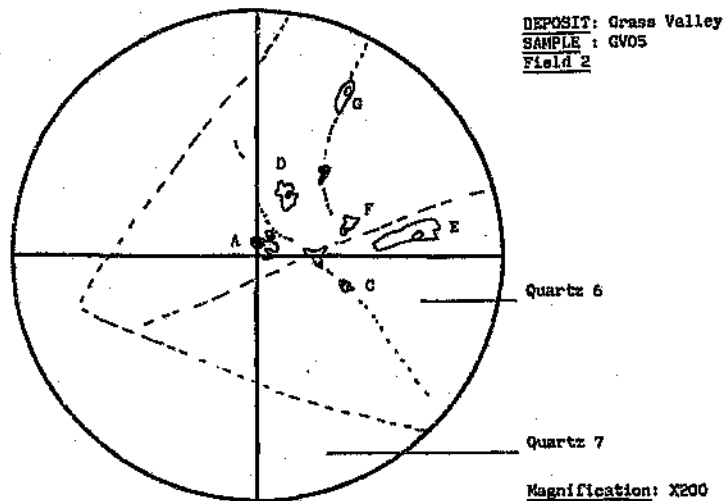 DEPOSIT: Grass Valley
SAMPLE : GV05
Field 2
G
D
F
A
E
C
Quartz 6
Quartz 7
Magnification: X200